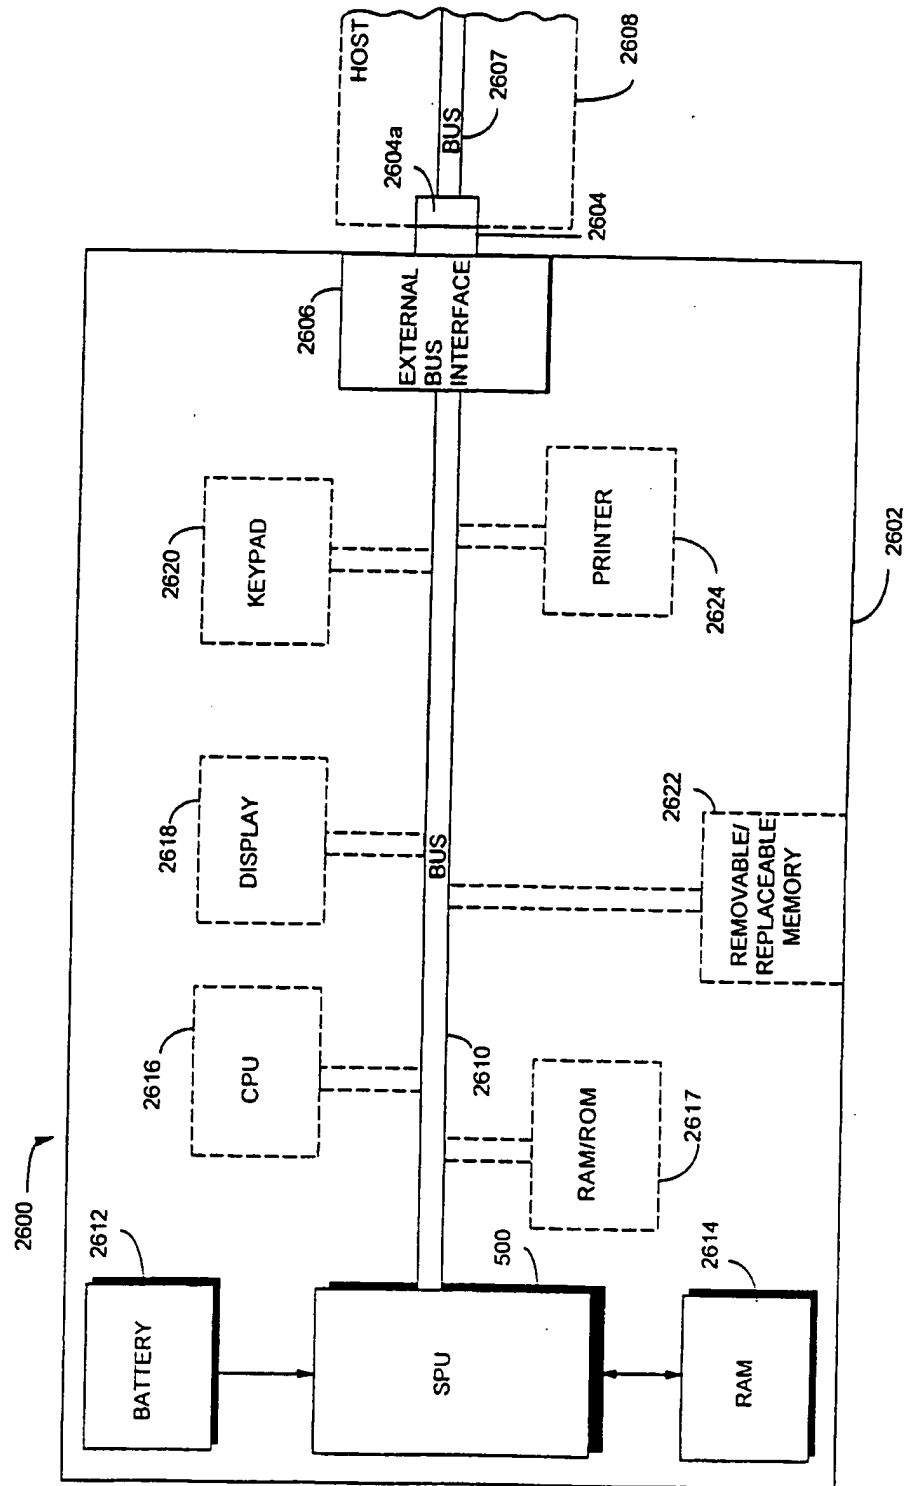 2600
BATTERY
2612
SPU
500
RAM
2614
CPU
2616
RAM/ROM
2617
BUS
2610
DISPLAY
2618
REMOVABLE/
REPLACEABLE
MEMORY
2622
KEYPAD
2620
PRINTER
2624
2602
EXTERNAL
BUS
INTERFACE
2606
2604
2604a
HOST
BUS
2607
2608